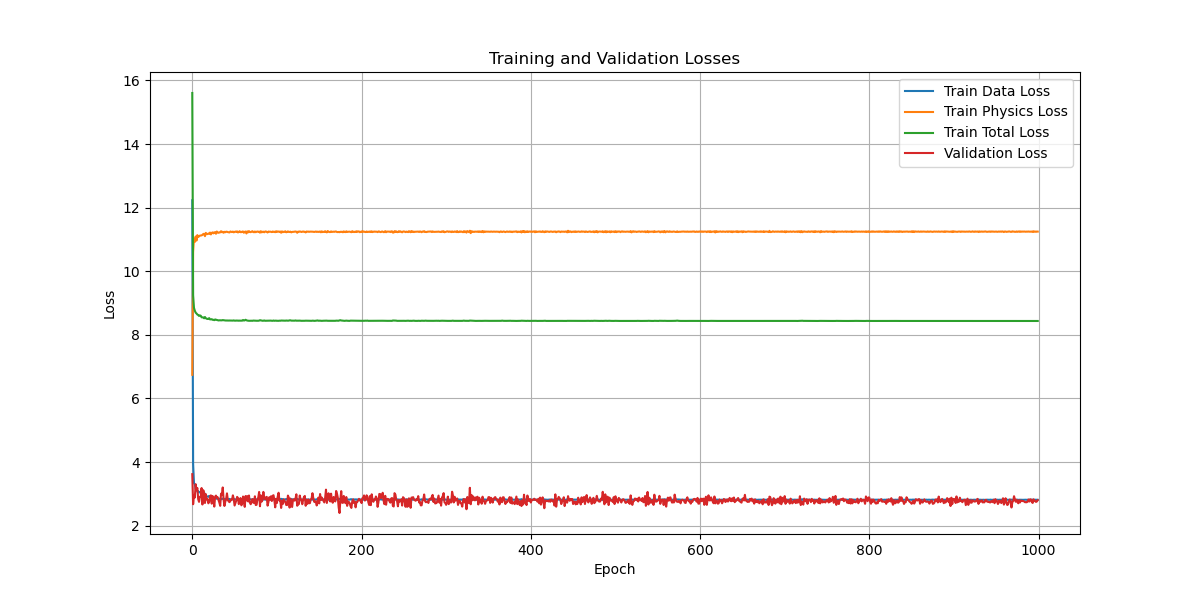 Training and Validation Losses
Train Data Loss
Train Physics Loss
Train Total Loss
Validation Loss
16
14
12
10
8
6
4
2
Loss
0 200 400 600 800 1000
Epoch